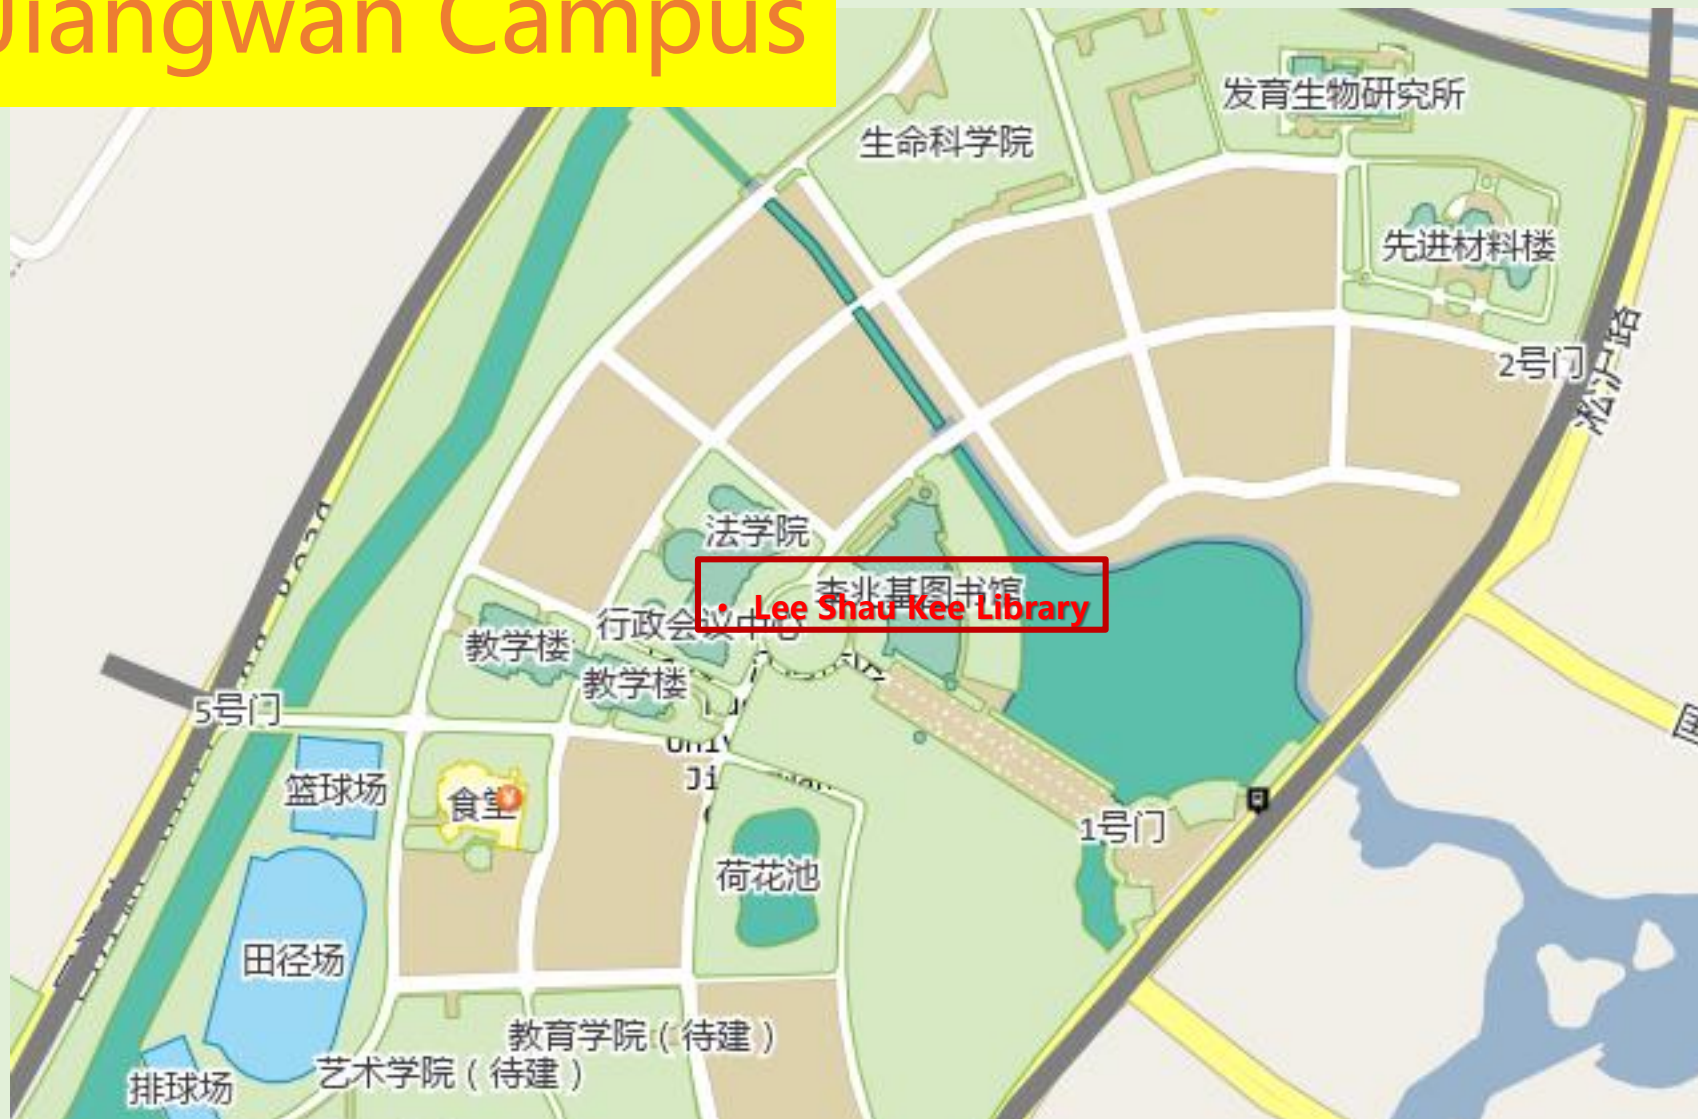 Jiangwan Campus
发育生物研究所
生命科学院
先进材料楼
2号门
淞沪路
法学院
李兆基图书馆
• Lee Shau Kee Library
行政会议中心
教学楼
教学楼
5号门
篮球场
食堂
1号门
荷花池
田径场
教育学院（待建）
艺术学院（待建）
排球场